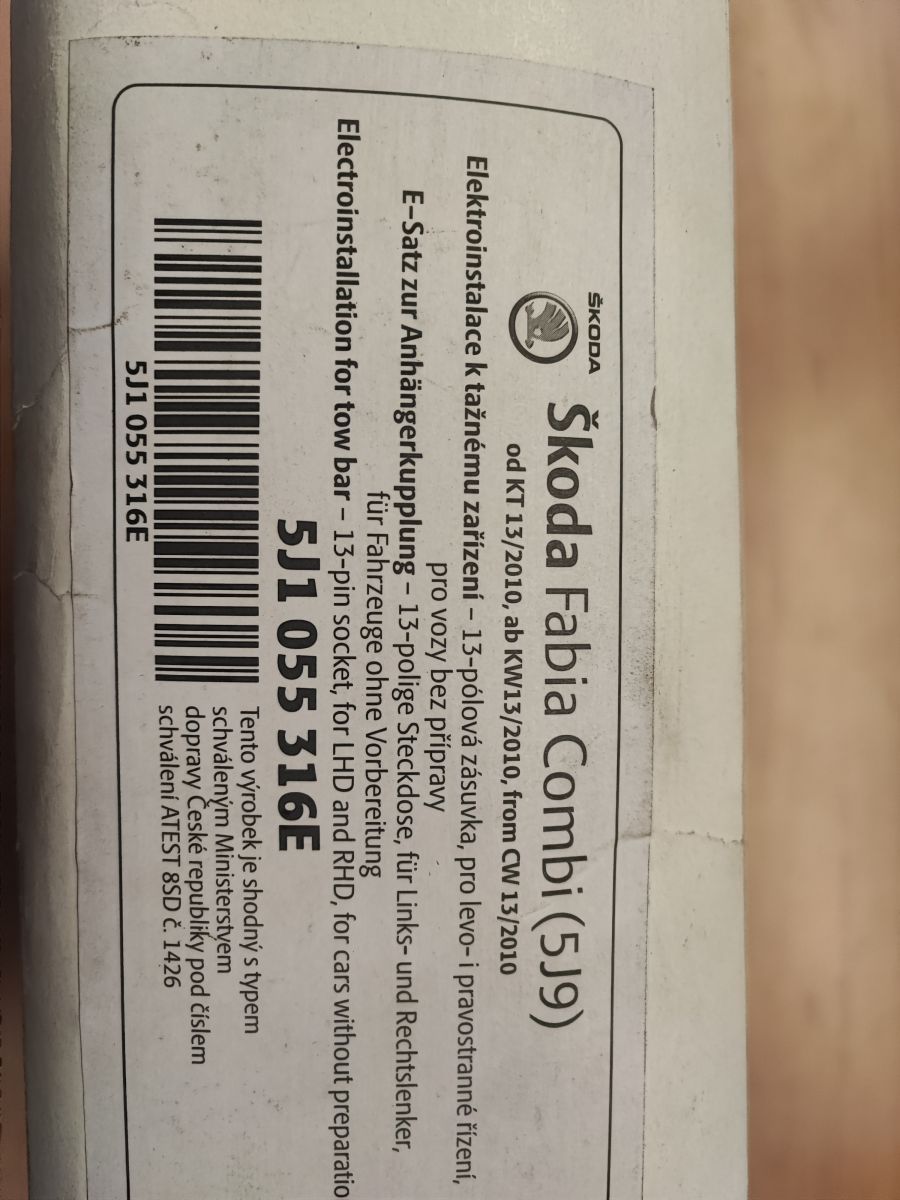 ŠKODA
Škoda Fabia Combi (5J9)
od KT 13/2010, ab KW13/2010, from CW 13/2010
Elektroinstalace k tažnému zařízení – 13-pólová zásuvka, pro levo- i pravostranné řízení,
pro vozy bez přípravy
E-Satz zur Anhängerkupplung – 13-polige Steckdose, für Links- und Rechtslenker,
für Fahrzeuge ohne Vorbereitung
Electroinstallation for tow bar – 13-pin socket, for LHD and RHD, for cars without preparatio
5J1 055 316E
5J1 055 316E
Tento výrobek je shodný s typem
schváleným Ministerstvem
dopravy České republiky pod číslem
schválení ATEST 8SD č. 1426